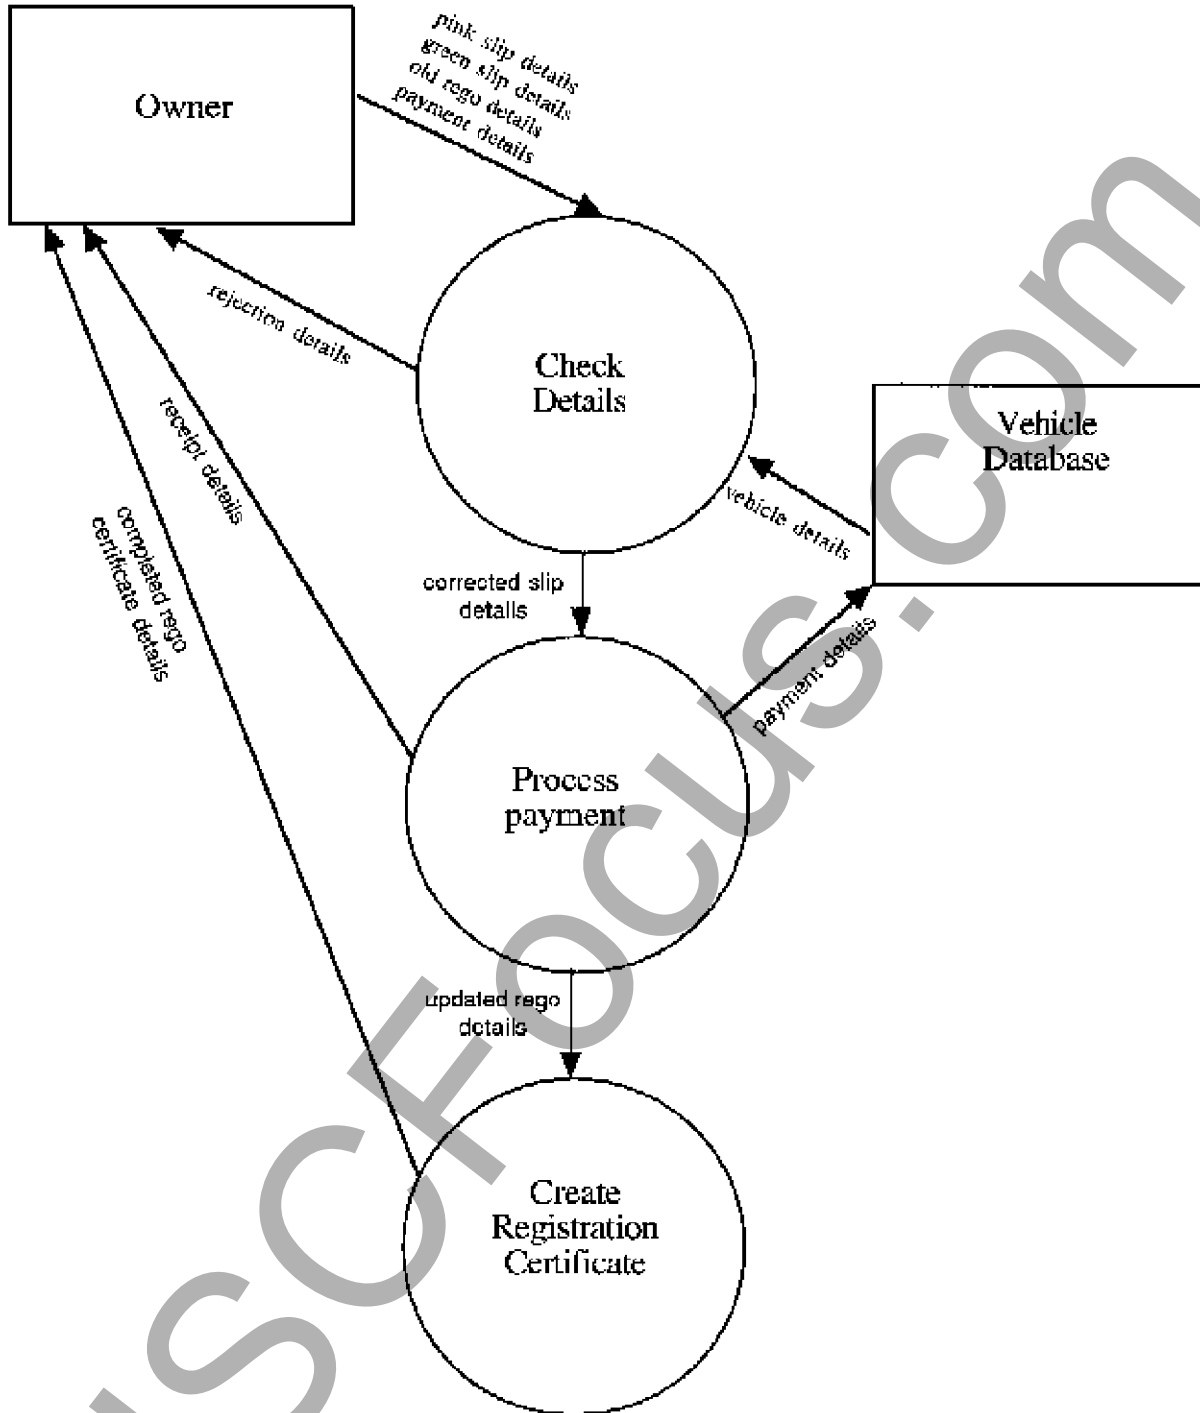 pink slip details
green slip details
old rego details
payment details
Owner
rejection details
Check
Details
Vehicle
Database
receipt details
vehicle details
completed rego
certificate details
corrected slip
details
payment details
Process
payment
updated rego
details
Create
Registration
Certificate
uSCFocus.com